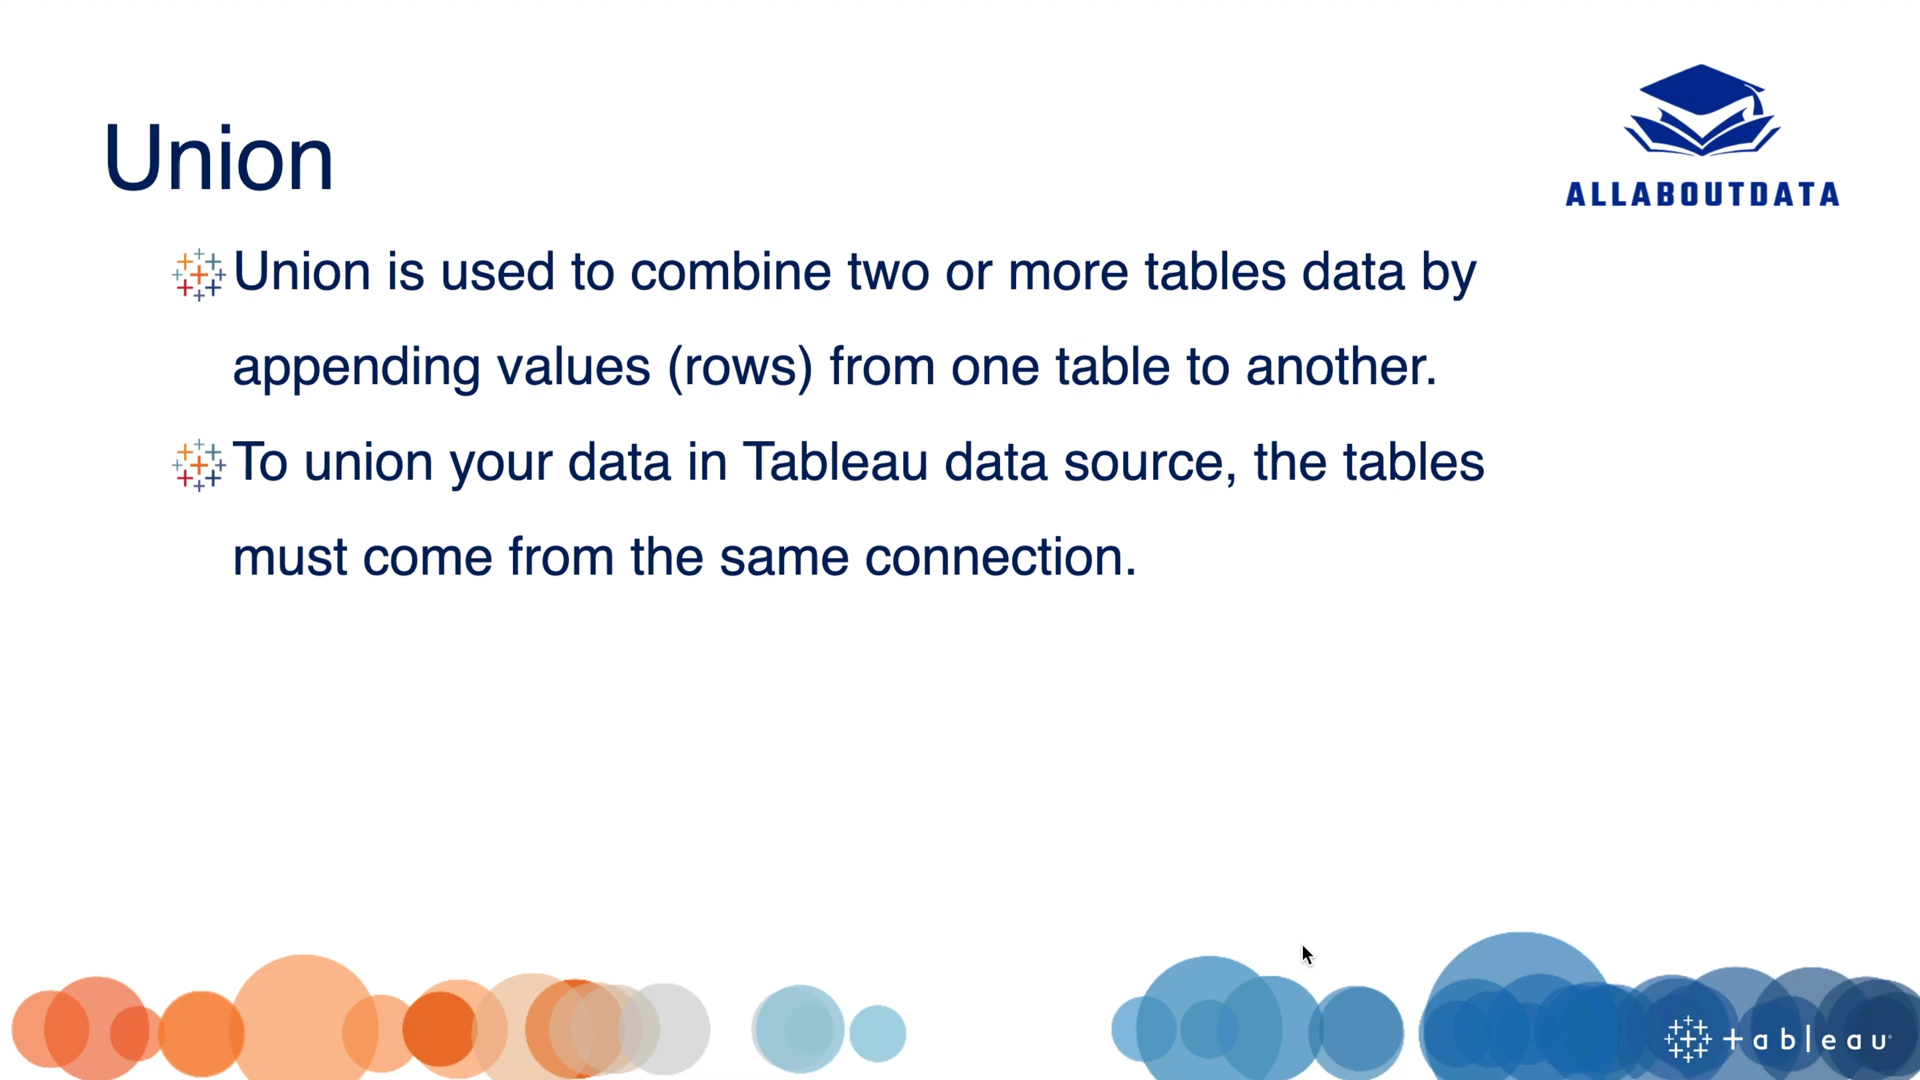 ALLABOUTDATA
Union
Union is used to combine two or more tables data by
appending values (rows) from one table to another.
To union your data in Tableau data source, the tables
must come from the same connection.
+ableau